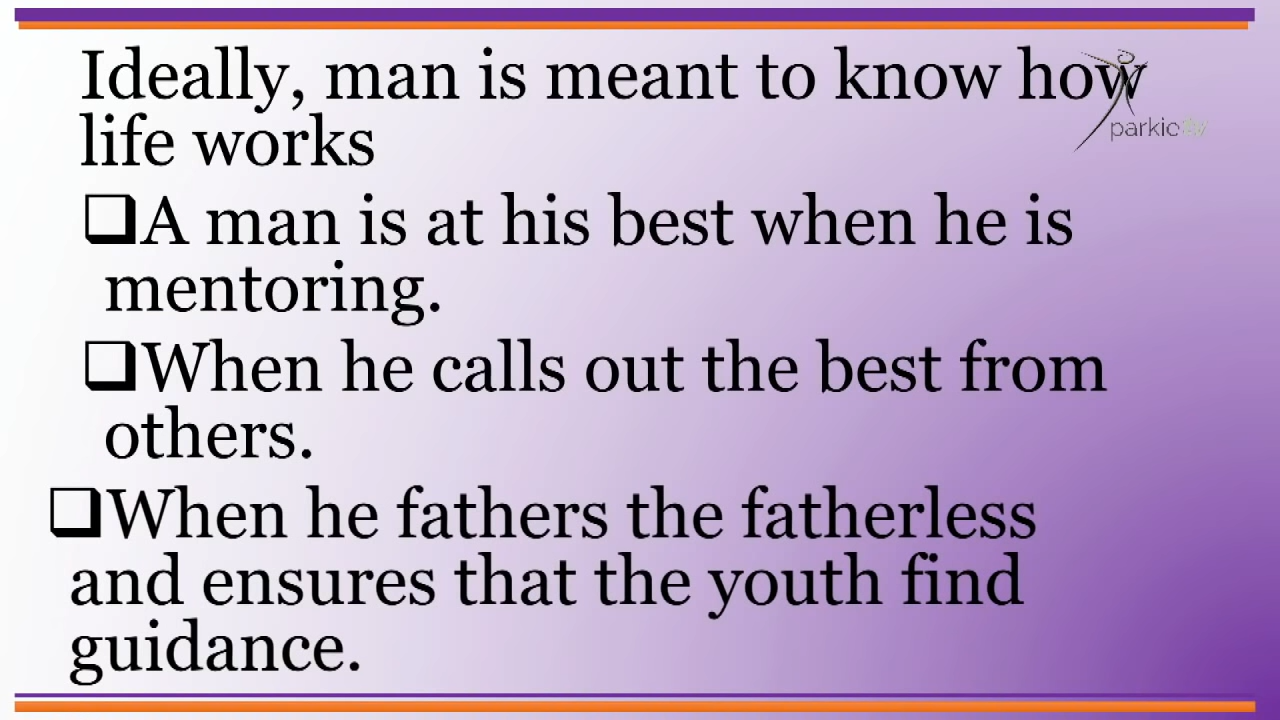 Ideally, man is meant to know how
life works
❑A man is at his best when he is
mentoring.
❑When he calls out the best from
others.
❑When he fathers the fatherless
and ensures that the youth find
guidance.
parkie